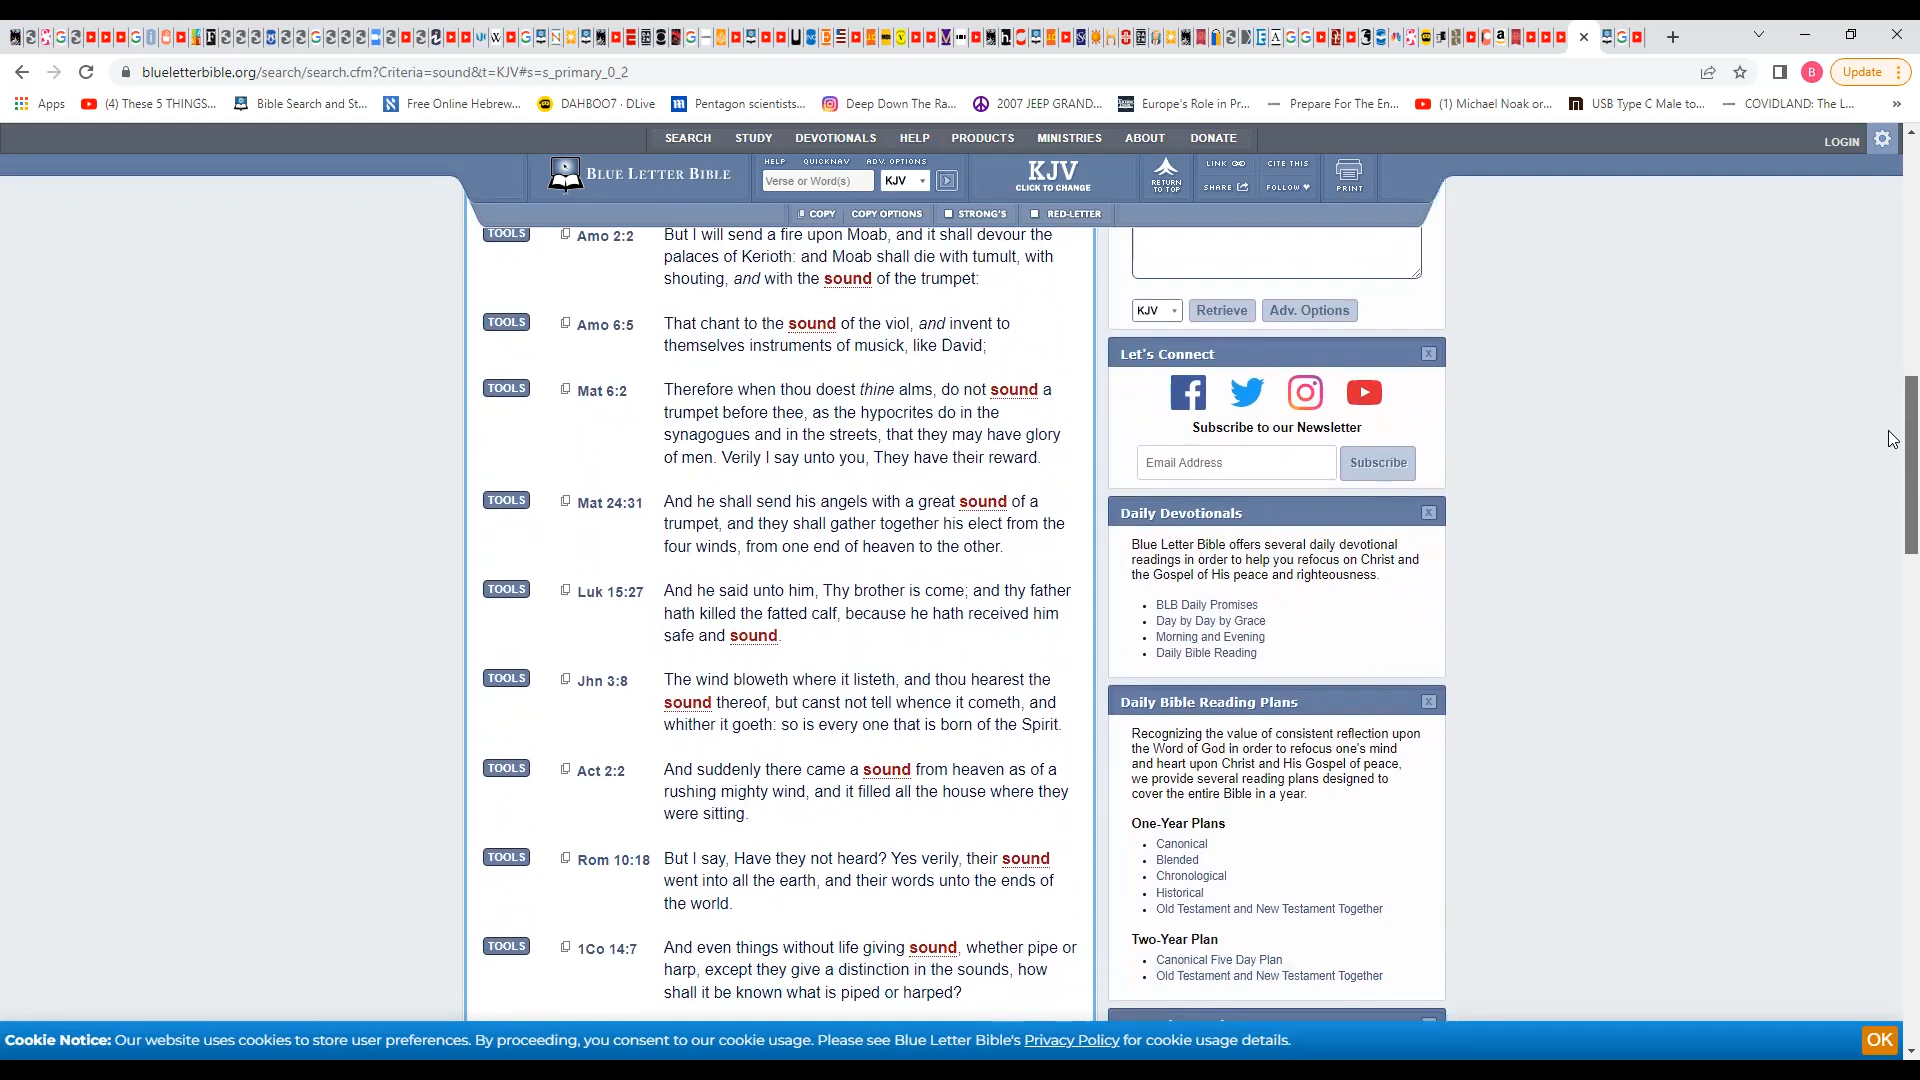 blueletterbible.org/search/search.cfm?Criteria=sound&t=KJV#s=s_primary_0_2
B
Update
Apps
(4) These 5 THINGS...
Bible Search and St...
Free Online Hebrew...
DAHBOO7 · DLive
Pentagon scientists...
Deep Down The Ra...
2007 JEEP GRAND...
Europe's Role in Pr...
Prepare For The En...
(1) Michael Noak or...
USB Type C Male to...
COVIDLAND: The L...
»
SEARCH STUDY DEVOTIONALS HELP PRODUCTS MINISTRIES ABOUT DONATE
LOGIN
BLUE LETTER BIBLE
HELP QUICKNAV ADV. OPTIONS
Verse or Word(s)
KJV
KJV
CLICK TO CHANGE
RETURN
TO TOP
LINK
SHARE
CITE THIS
FOLLOW
PRINT
COPY COPY OPTIONS STRONG'S RED-LETTER
TOOLS
Amo 2:2
But I will send a fire upon Moab, and it shall devour the
palaces of Kerioth: and Moab shall die with tumult, with
shouting, and with the sound of the trumpet:
TOOLS
Amo 6:5
That chant to the sound of the viol, and invent to
themselves instruments of musick, like David;
TOOLS
Mat 6:2
Therefore when thou doest thine alms, do not sound a
trumpet before thee, as the hypocrites do in the
synagogues and in the streets, that they may have glory
of men. Verily I say unto you, They have their reward.
TOOLS
Mat 24:31
And he shall send his angels with a great sound of a
trumpet, and they shall gather together his elect from the
four winds, from one end of heaven to the other.
TOOLS
Luk 15:27
And he said unto him, Thy brother is come; and thy father
hath killed the fatted calf, because he hath received him
safe and sound.
TOOLS
Jhn 3:8
The wind bloweth where it listeth, and thou hearest the
sound thereof, but canst not tell whence it cometh, and
whither it goeth: so is every one that is born of the Spirit.
TOOLS
Act 2:2
And suddenly there came a sound from heaven as of a
rushing mighty wind, and it filled all the house where they
were sitting.
TOOLS
Rom 10:18
But I say, Have they not heard? Yes verily, their sound
went into all the earth, and their words unto the ends of
the world.
TOOLS
1Co 14:7
And even things without life giving sound, whether pipe or
harp, except they give a distinction in the sounds, how
shall it be known what is piped or harped?
KJV
Retrieve
Adv. Options
Let's Connect
Subscribe to our Newsletter
Email Address
Subscribe
Daily Devotionals
Blue Letter Bible offers several daily devotional
readings in order to help you refocus on Christ and
the Gospel of His peace and righteousness.
BLB Daily Promises
Day by Day by Grace
Morning and Evening
Daily Bible Reading
Daily Bible Reading Plans
Recognizing the value of consistent reflection upon
the Word of God in order to refocus one's mind
and heart upon Christ and His Gospel of peace,
we provide several reading plans designed to
cover the entire Bible in a year.
One-Year Plans
Canonical
Blended
Chronological
Historical
Old Testament and New Testament Together
Two-Year Plan
Canonical Five Day Plan
Old Testament and New Testament Together
Cookie Notice: Our website uses cookies to store user preferences. By proceeding, you consent to our cookie usage. Please see Blue Letter Bible's Privacy Policy for cookie usage details.
OK